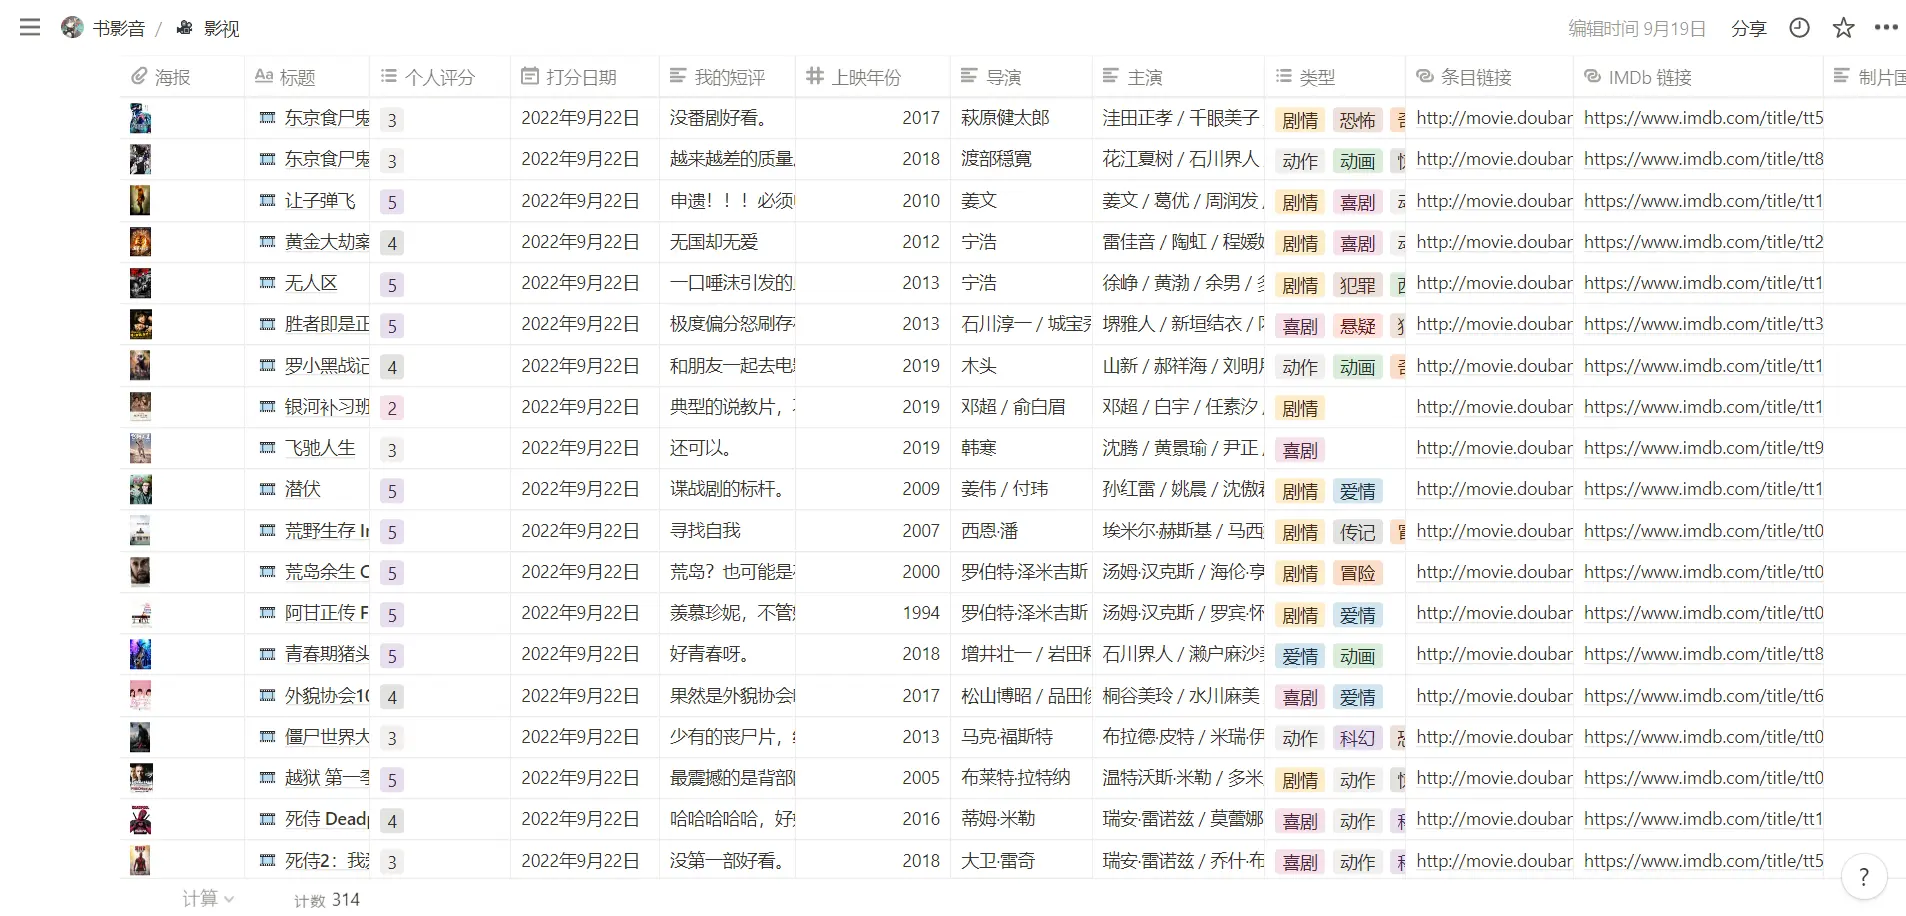 书影音 / 影视 编辑时间 9月19日 分享
海报 标题 个人评分 打分日期 我的短评 上映年份 导演 主演 类型 条目链接 IMDb 链接 制片国
东京食尸鬼 3 2022年9月22日 没番剧好看。 2017 萩原健太郎 洼田正孝 / 千眼美子 剧情 恐怖 http://movie.douban https://www.imdb.com/title/tt5
东京食尸鬼 3 2022年9月22日 越来越差的质量 2018 渡部穏寛 花江夏树 / 石川界人 动作 动画 http://movie.douban https://www.imdb.com/title/tt8
让子弹飞 5 2022年9月22日 申遗！！！必须 2010 姜文 姜文 / 葛优 / 周润发 剧情 喜剧 http://movie.douban https://www.imdb.com/title/tt1
黄金大劫案 4 2022年9月22日 无国却无爱 2012 宁浩 雷佳音 / 陶虹 / 程媛媛 剧情 喜剧 http://movie.douban https://www.imdb.com/title/tt2
无人区 5 2022年9月22日 一口唾沫引发的 2013 宁浩 徐峥 / 黄渤 / 余男 / 剧情 犯罪 http://movie.douban https://www.imdb.com/title/tt1
胜者即是正 5 2022年9月22日 极度偏分怒刷存 2013 石川淳一 / 城宝秀 堺雅人 / 新垣结衣 / 喜剧 悬疑 http://movie.douban https://www.imdb.com/title/tt3
罗小黑战记 4 2022年9月22日 和朋友一起去电影 2019 木头 山新 / 郝祥海 / 刘明月 动作 动画 http://movie.douban https://www.imdb.com/title/tt1
银河补习班 2 2022年9月22日 典型的说教片， 2019 邓超 / 俞白眉 邓超 / 白宇 / 任素汐 剧情 http://movie.douban https://www.imdb.com/title/tt1
飞驰人生 3 2022年9月22日 还可以。 2019 韩寒 沈腾 / 黄景瑜 / 尹正 喜剧 http://movie.douban https://www.imdb.com/title/tt9
潜伏 5 2022年9月22日 谍战剧的标杆。 2009 姜伟 / 付玮 孙红雷 / 姚晨 / 沈傲君 剧情 爱情 http://movie.douban https://www.imdb.com/title/tt1
荒野生存 In 5 2022年9月22日 寻找自我 2007 西恩·潘 埃米尔·赫斯基 / 马西 剧情 传记 http://movie.douban https://www.imdb.com/title/tt0
荒岛余生 C 5 2022年9月22日 荒岛？也可能是 2000 罗伯特·泽米吉斯 汤姆·汉克斯 / 海伦·亨 剧情 冒险 http://movie.douban https://www.imdb.com/title/tt0
阿甘正传 F 5 2022年9月22日 羡慕珍妮，不管 1994 罗伯特·泽米吉斯 汤姆·汉克斯 / 罗宾·怀 剧情 爱情 http://movie.douban https://www.imdb.com/title/tt0
青春期猪头 5 2022年9月22日 好青春呀。 2018 增井壮一 / 岩田和 石川界人 / 濑户麻沙美 爱情 动画 http://movie.douban https://www.imdb.com/title/tt8
外貌协会10 4 2022年9月22日 果然是外貌协会 2017 松山博昭 / 品田俊 桐谷美玲 / 水川麻美 喜剧 爱情 http://movie.douban https://www.imdb.com/title/tt6
僵尸世界大 3 2022年9月22日 少有的丧尸片， 2013 马克·福斯特 布拉德·皮特 / 米瑞·伊 动作 科幻 http://movie.douban https://www.imdb.com/title/tt0
越狱 第一季 5 2022年9月22日 最震撼的是背部 2005 布莱特·拉特纳 温特沃斯·米勒 / 多米 剧情 动作 http://movie.douban https://www.imdb.com/title/tt0
死侍 Deadp 4 2022年9月22日 哈哈哈哈哈，好 2016 蒂姆·米勒 瑞安·雷诺兹 / 莫蕾娜 喜剧 动作 http://movie.douban https://www.imdb.com/title/tt1
死侍2：我 3 2022年9月22日 没第一部好看。 2018 大卫·雷奇 瑞安·雷诺兹 / 乔什·布 喜剧 动作 http://movie.douban https://www.imdb.com/title/tt5
计算 计数 314 ?